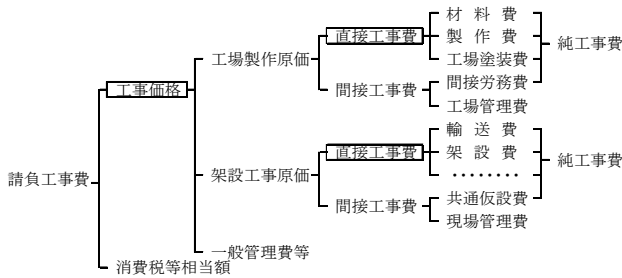 材料費
直接工事費 製作費 純工事費
工場製作原価 工場塗装費
間接工事費 間接労務費
工事価格 工場管理費
輸送費
直接工事費 架設費 純工事費
請負工事費 架設工事原価 ・・・・・・・・
間接工事費 共通仮設費
現場管理費
一般管理費等
消費税等相当額